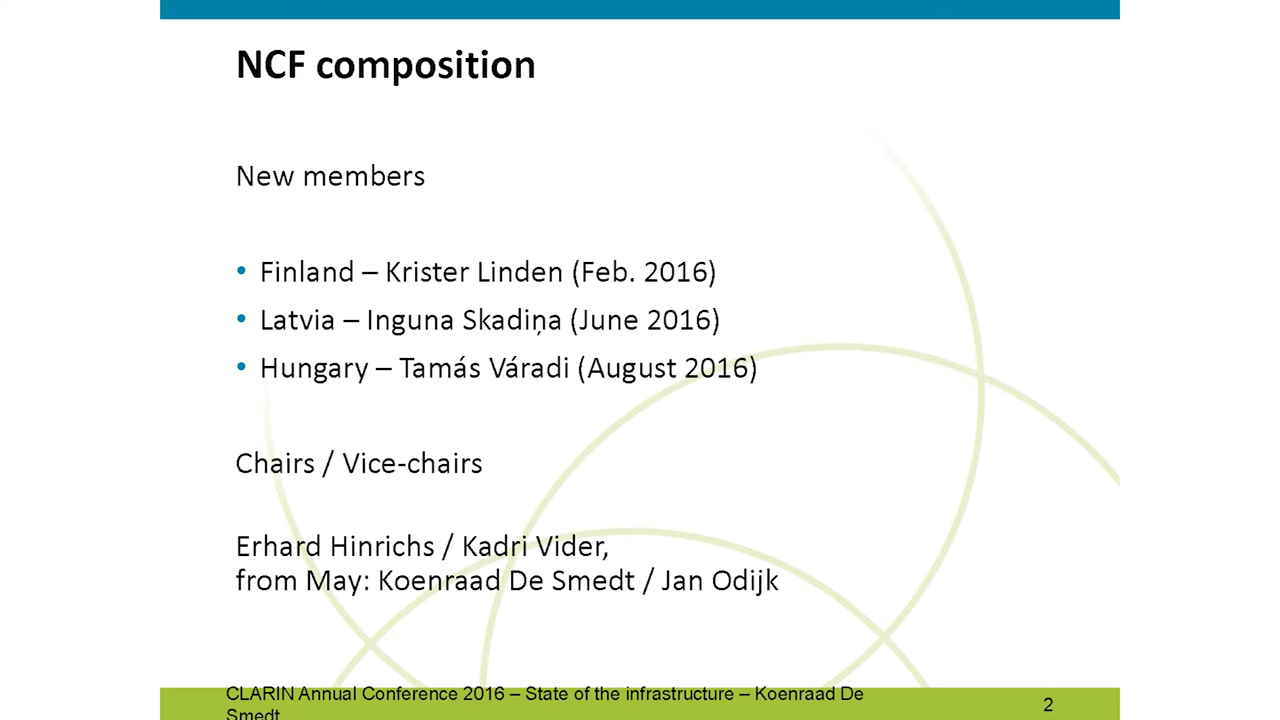 NCF composition
New members
• Finland – Krister Linden (Feb. 2016)
• Latvia – Inguna Skadiņa (June 2016)
• Hungary – Tamás Váradi (August 2016)
Chairs / Vice-chairs
Erhard Hinrichs / Kadri Vider,
from May: Koenraad De Smedt / Jan Odijk
CLARIN Annual Conference 2016 – State of the infrastructure – Koenraad De
Smedt
2